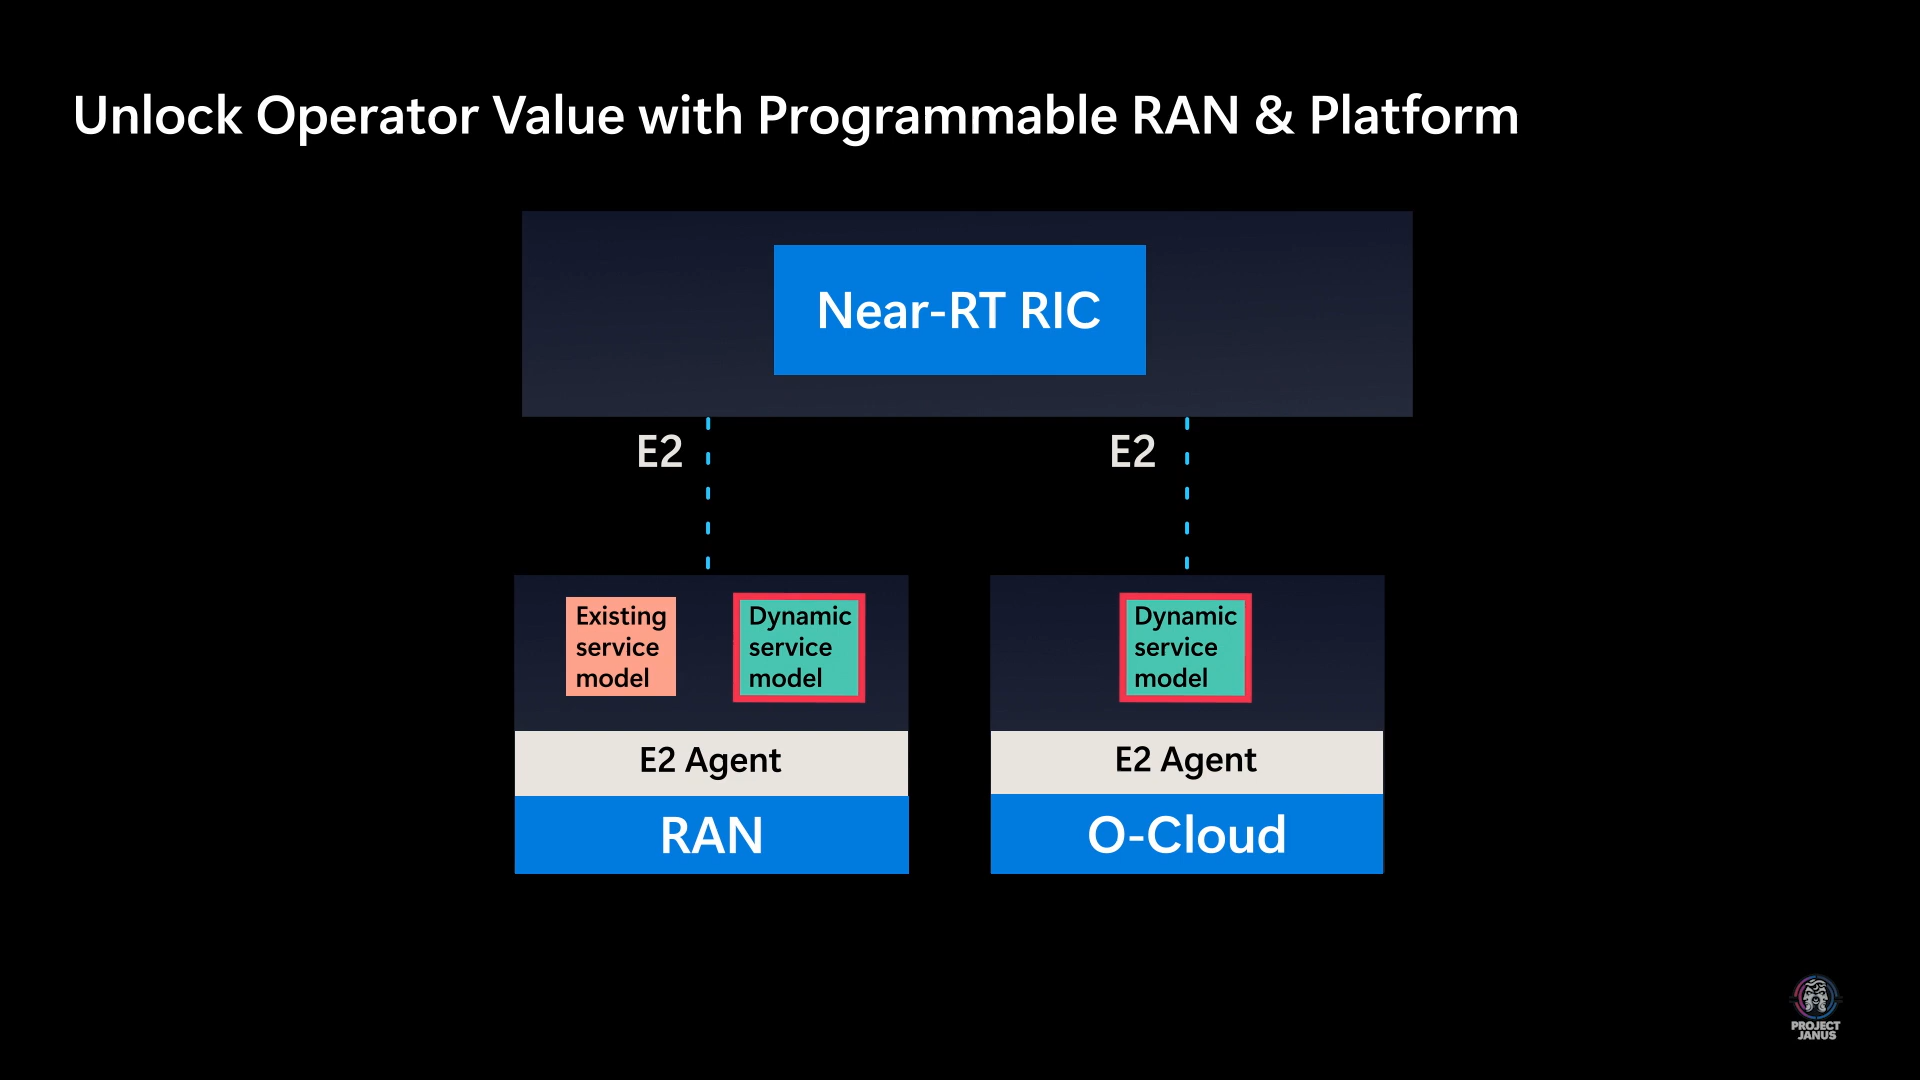 Unlock Operator Value with Programmable RAN & Platform
Near-RT RIC
E2
E2
Existing
service
model
Dynamic
service
model
Dynamic
service
model
E2 Agent
E2 Agent
RAN
O-Cloud
PROJECT
JANUS